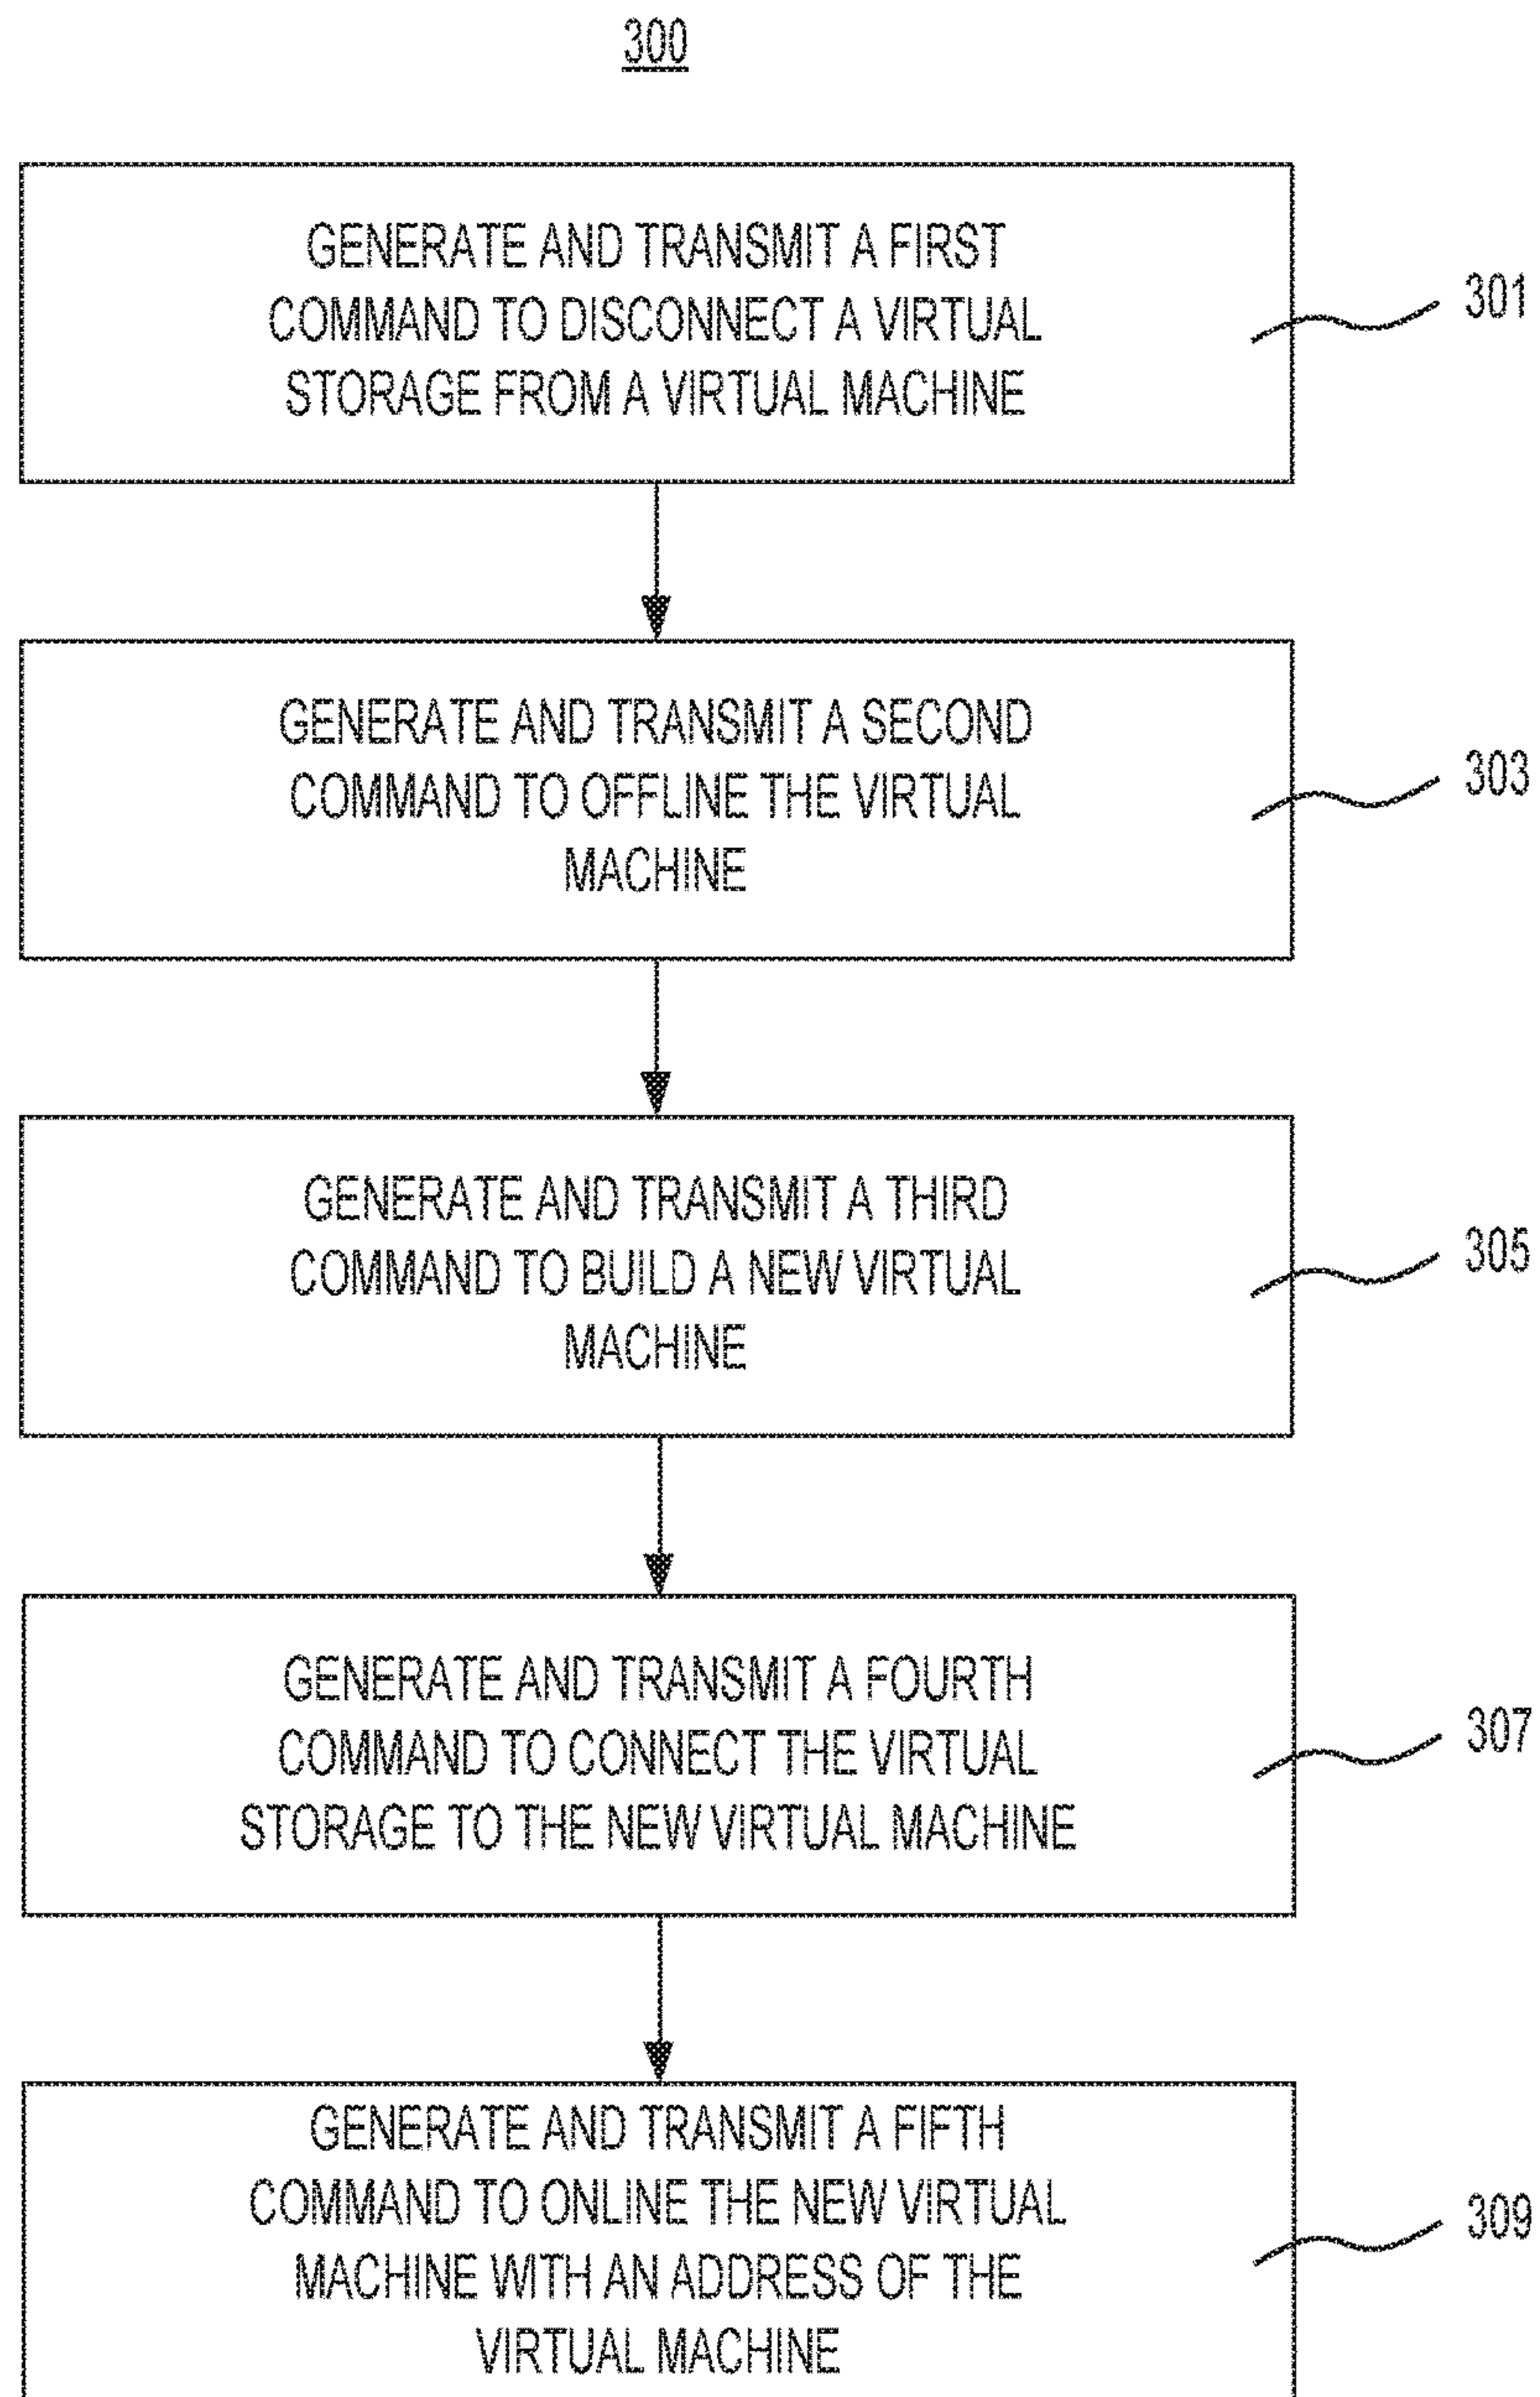 300
GENERATE AND TRANSMIT A FIRST
COMMAND TO DISCONNECT A VIRTUAL
STORAGE FROM A VIRTUAL MACHINE
301
GENERATE AND TRANSMIT A SECOND
COMMAND TO OFFLINE THE VIRTUAL
MACHINE
303
GENERATE AND TRANSMIT A THIRD
COMMAND TO BUILD A NEW VIRTUAL
MACHINE
305
GENERATE AND TRANSMIT A FOURTH
COMMAND TO CONNECT THE VIRTUAL
STORAGE TO THE NEW VIRTUAL MACHINE
307
GENERATE AND TRANSMIT A FIFTH
COMMAND TO ONLINE THE NEW VIRTUAL
MACHINE WITH AN ADDRESS OF THE
VIRTUAL MACHINE
309